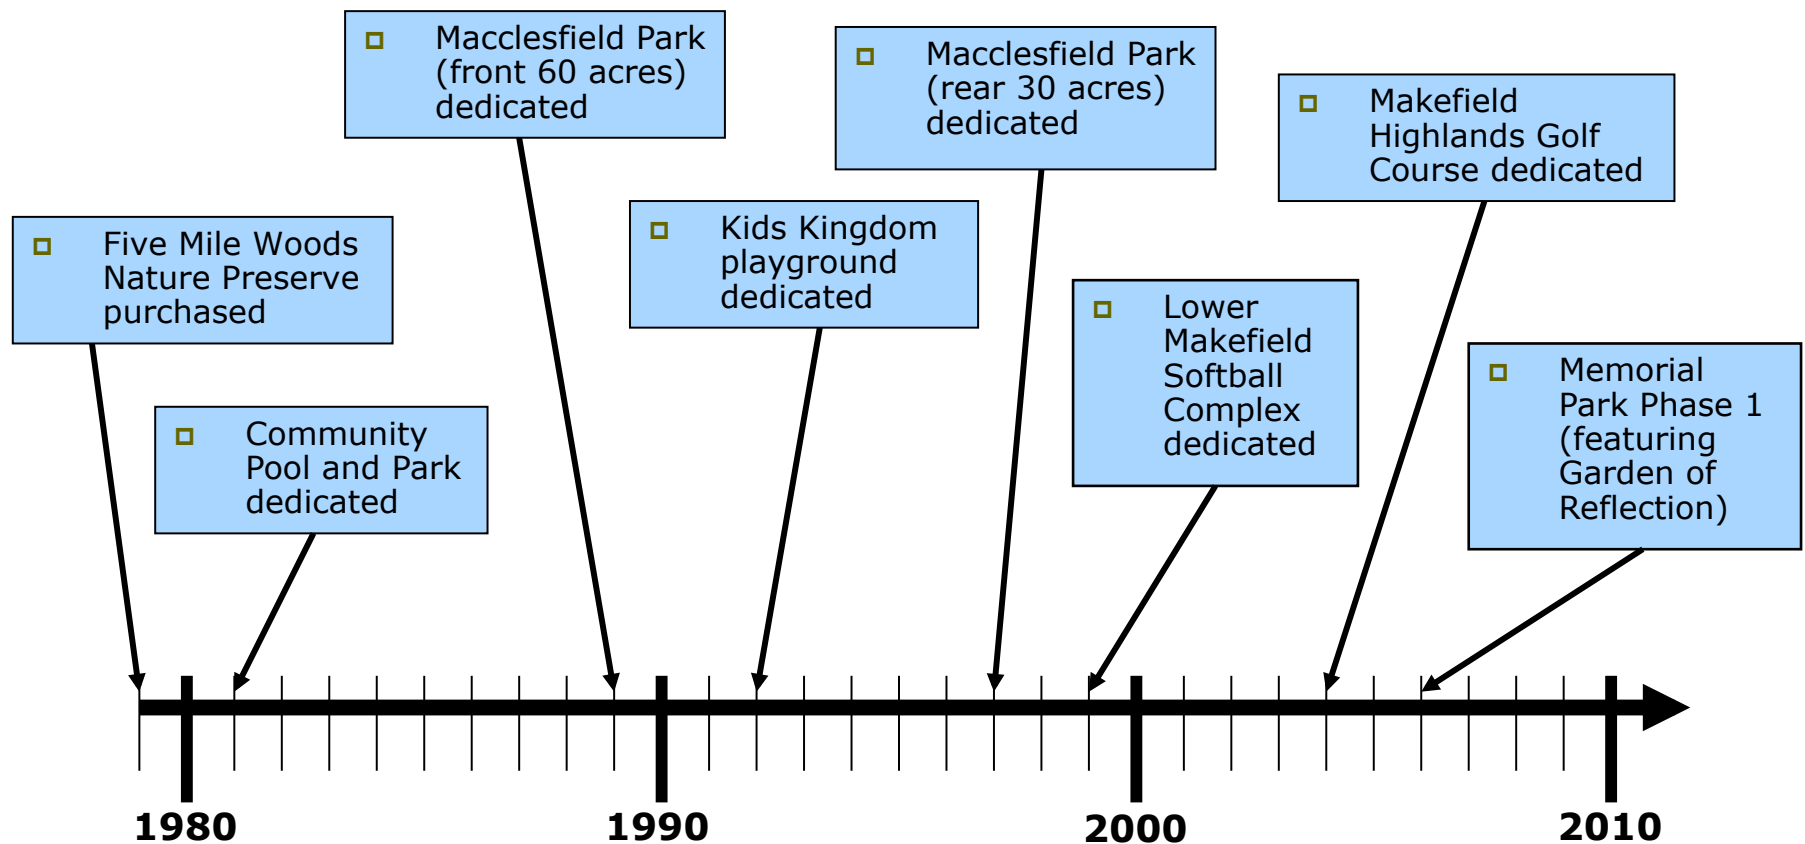 Macclesfield Park
(front 60 acres)
dedicated
Macclesfield Park
(rear 30 acres)
dedicated
Makefield
Highlands Golf
Course dedicated
Five Mile Woods
Nature Preserve
purchased
Kids Kingdom
playground
dedicated
Lower
Makefield
Softball
Complex
dedicated
Memorial
Park Phase 1
(featuring
Garden of
Reflection)
Community
Pool and Park
dedicated
1980
1990
2000
2010